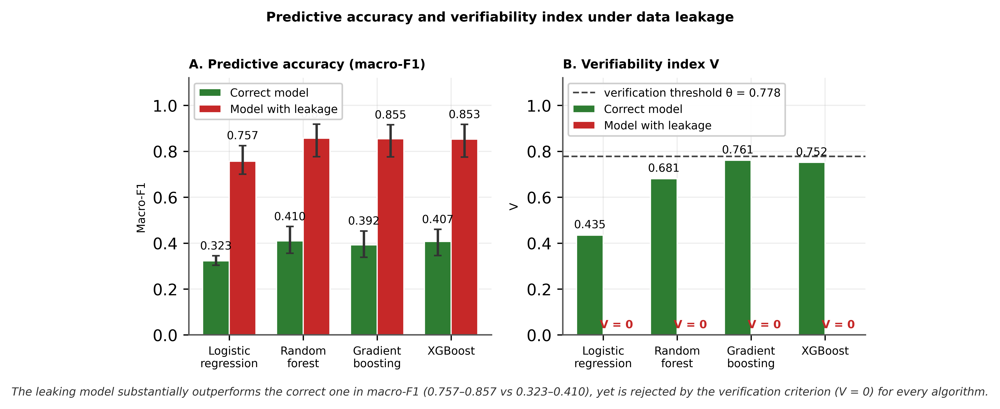 Predictive accuracy and verifiability index under data leakage
A. Predictive accuracy (macro-F1)
Correct model
Model with leakage
Macro-F1
1.0
0.8
0.6
0.4
0.2
0.0
0.323
0.757
0.410
0.857
0.392
0.855
0.407
0.853
Logistic
regression
Random
forest
Gradient
boosting
XGBoost
B. Verifiability index V
verification threshold θ = 0.778
Correct model
Model with leakage
V
1.0
0.8
0.6
0.4
0.2
0.0
0.435
0.681
0.761
0.752
V = 0
V = 0
V = 0
V = 0
Logistic
regression
Random
forest
Gradient
boosting
XGBoost
The leaking model substantially outperforms the correct one in macro-F1 (0.757–0.857 vs 0.323–0.410), yet is rejected by the verification criterion (V = 0) for every algorithm.